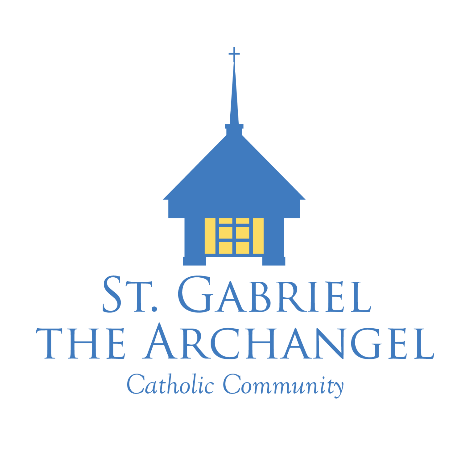 St. Gabriel
the Archangel
Catholic Community